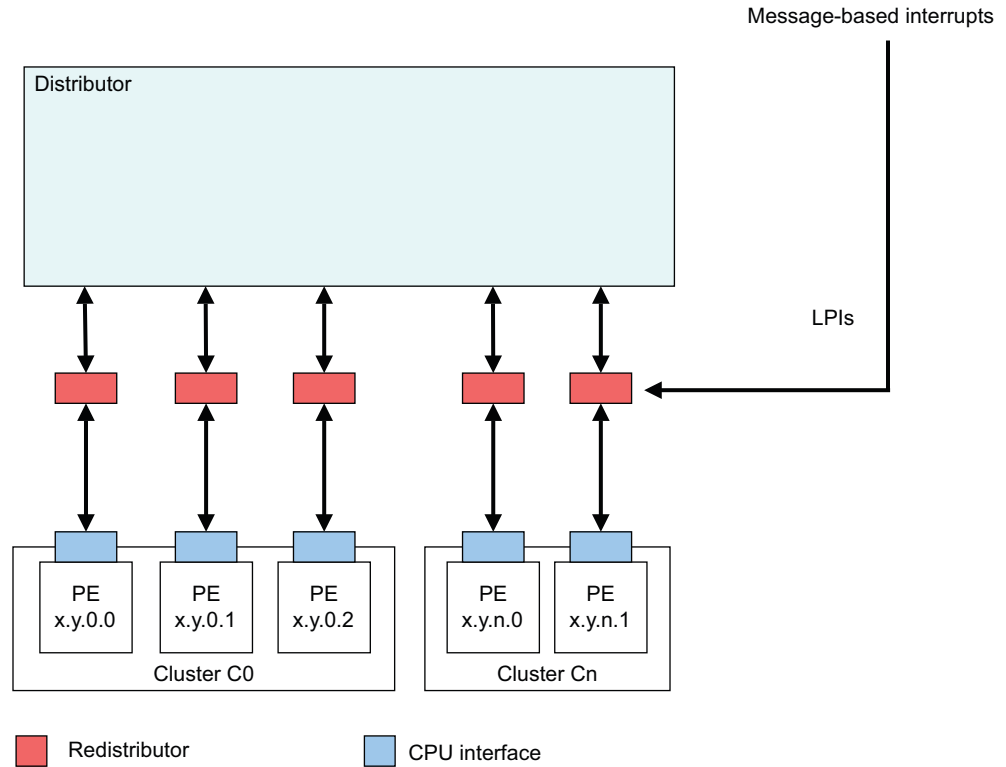 Message-based interrupts
Distributor
LPIs
PE
x.y.0.0
PE
x.y.0.1
PE
x.y.0.2
PE
x.y.n.0
PE
x.y.n.1
Cluster C0
Cluster Cn
Redistributor
CPU interface